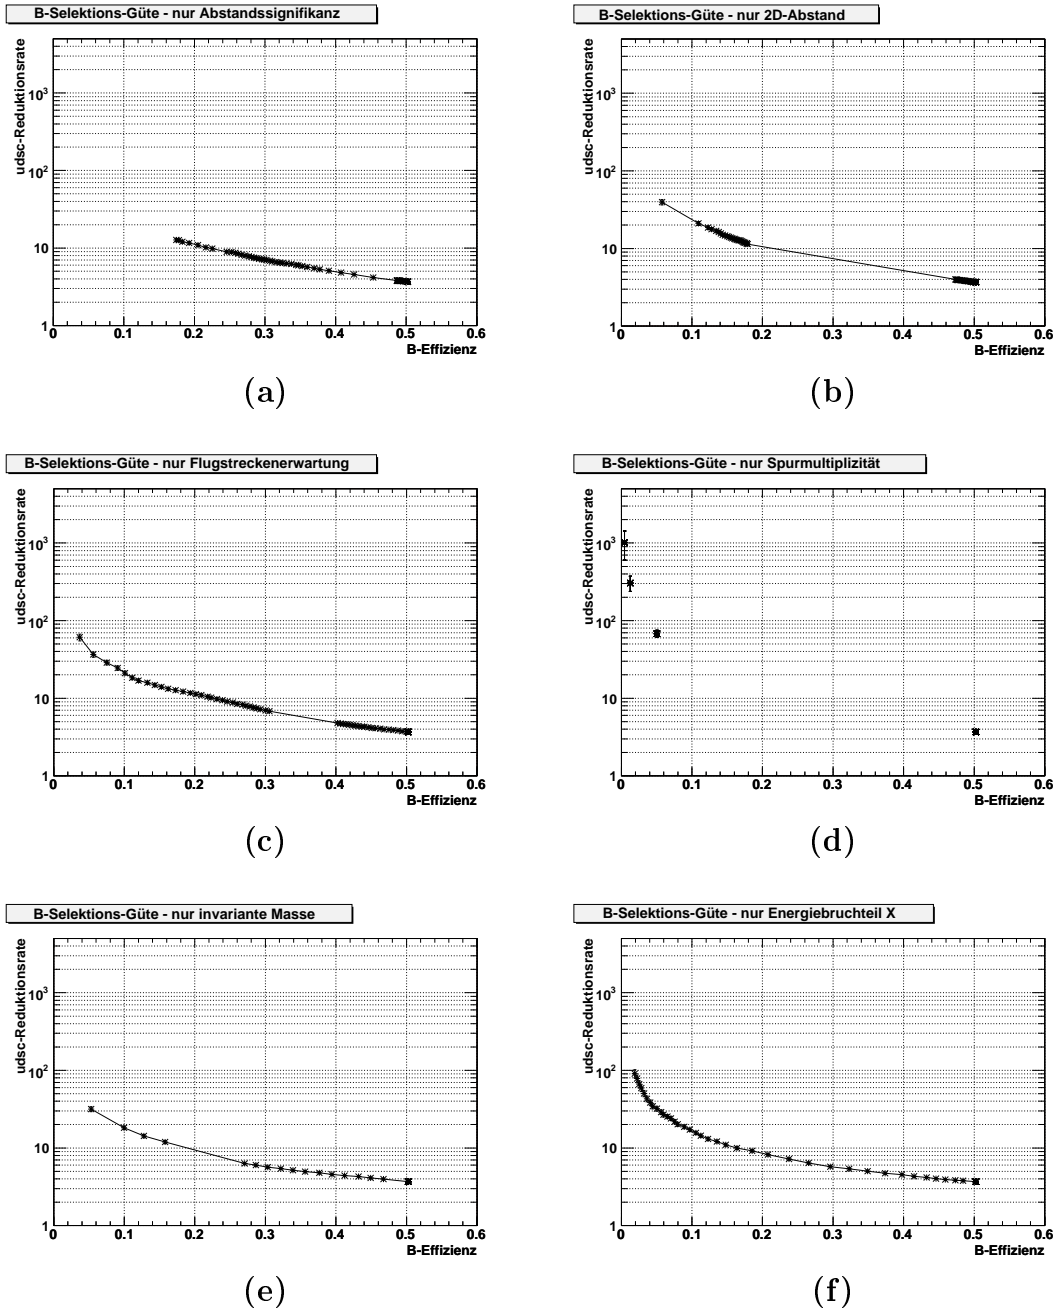 B-Selektions-Güte - nur Abstandssignifikanz
udsc-Reduktionsrate
10³
10²
10
1
0 0.1 0.2 0.3 0.4 0.5 0.6
B-Effizienz
(a)
B-Selektions-Güte - nur 2D-Abstand
udsc-Reduktionsrate
10³
10²
10
1
0 0.1 0.2 0.3 0.4 0.5 0.6
B-Effizienz
(b)
B-Selektions-Güte - nur Flugstreckenerwartung
udsc-Reduktionsrate
10³
10²
10
1
0 0.1 0.2 0.3 0.4 0.5 0.6
B-Effizienz
(c)
B-Selektions-Güte - nur Spurmultiplizität
udsc-Reduktionsrate
10³
10²
10
1
0 0.1 0.2 0.3 0.4 0.5 0.6
B-Effizienz
(d)
B-Selektions-Güte - nur invariante Masse
udsc-Reduktionsrate
10³
10²
10
1
0 0.1 0.2 0.3 0.4 0.5 0.6
B-Effizienz
(e)
B-Selektions-Güte - nur Energiebruchteil X
udsc-Reduktionsrate
10³
10²
10
1
0 0.1 0.2 0.3 0.4 0.5 0.6
B-Effizienz
(f)